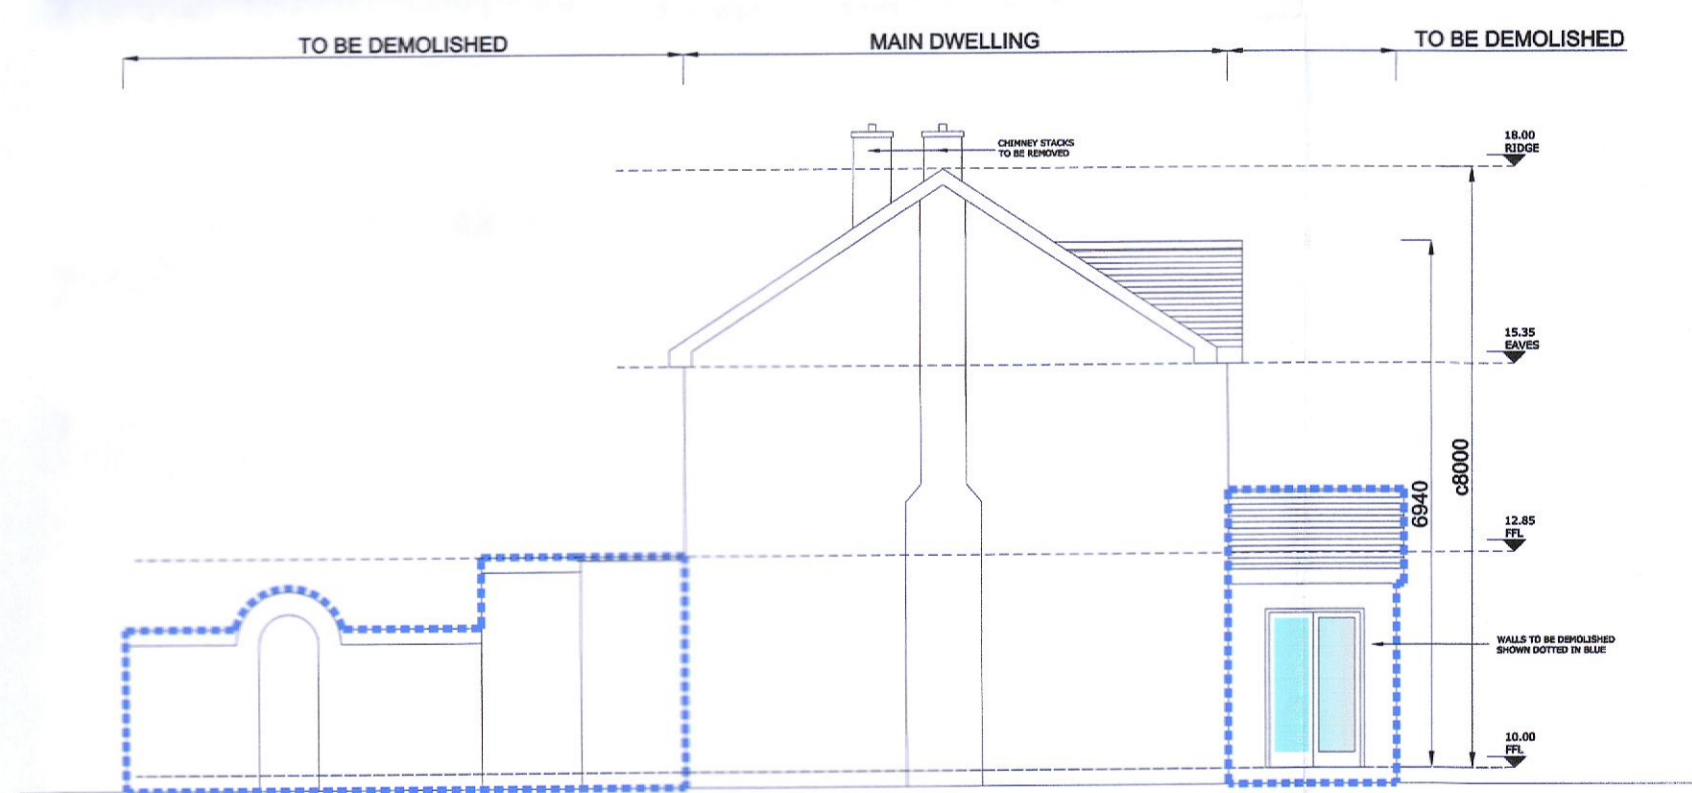 TO BE DEMOLISHED
MAIN DWELLING
TO BE DEMOLISHED
CHIMNEY STACKS
TO BE REMOVED
18.00
RIDGE
15.35
EAVES
c8000
6940
12.85
FFL
WALLS TO BE DEMOLISHED
SHOWN DOTTED IN BLUE
10.00
FFL